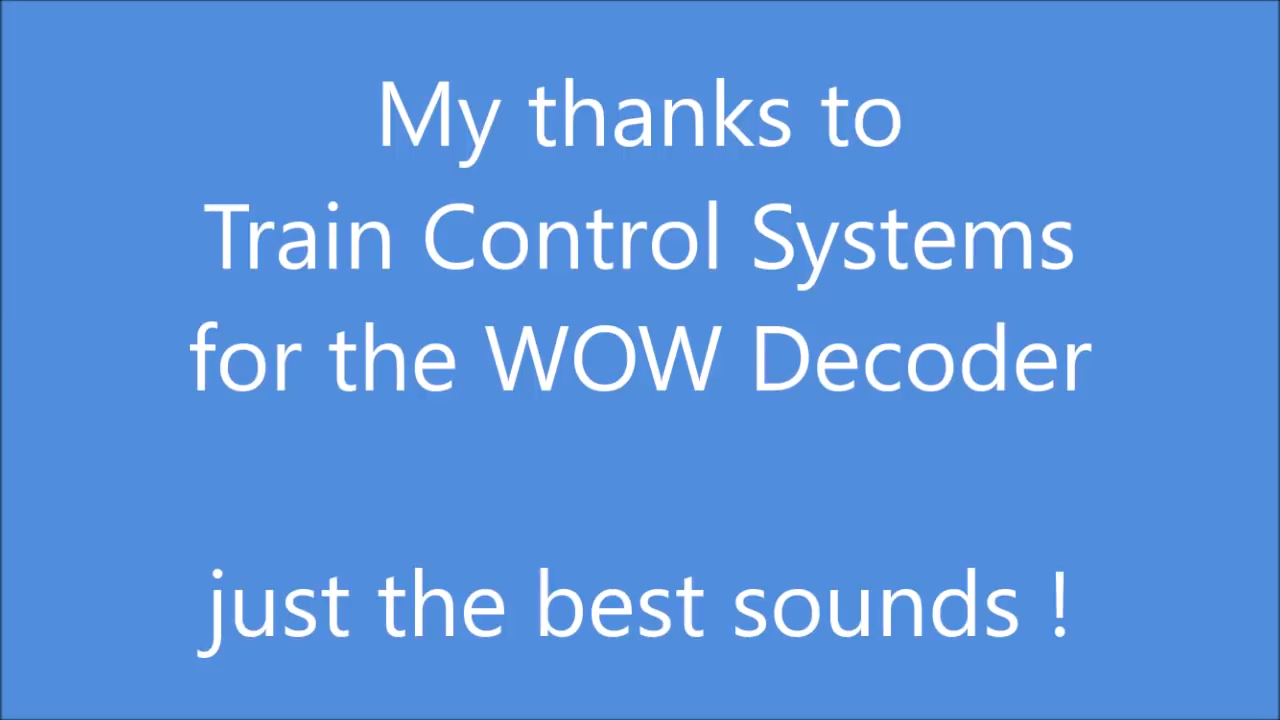 My thanks to
Train Control Systems
for the WOW Decoder
just the best sounds !